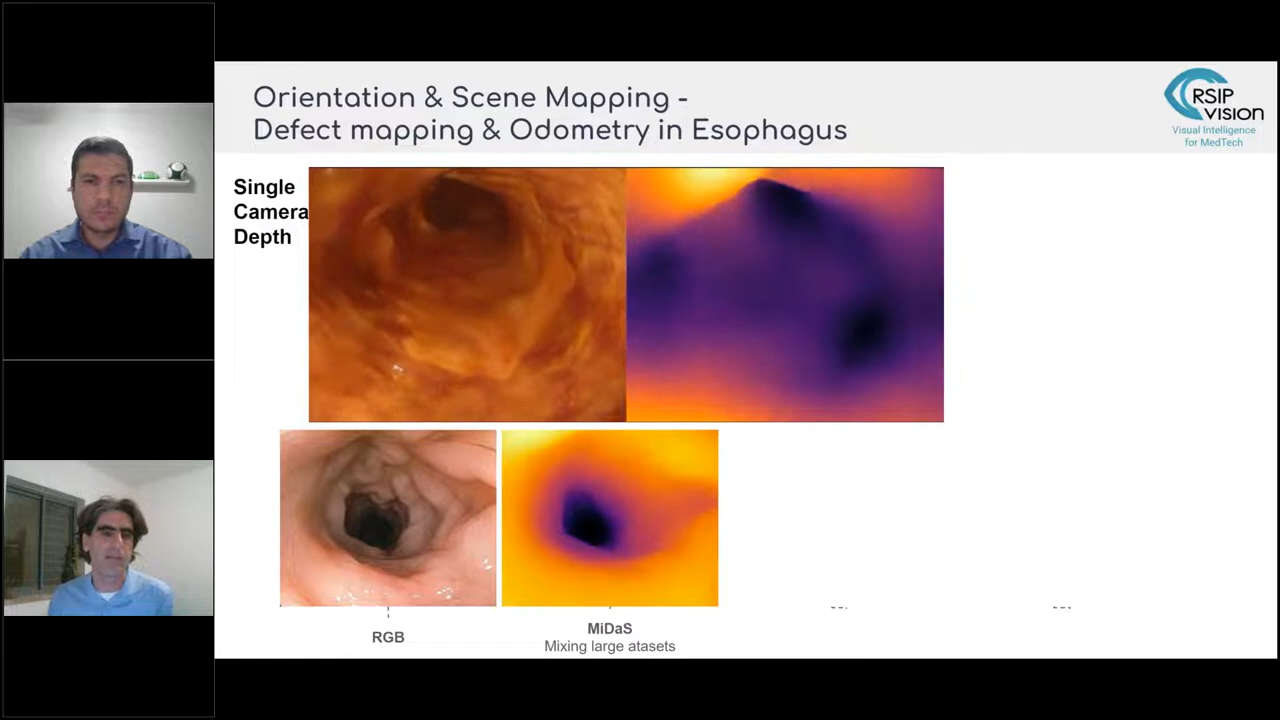 Orientation & Scene Mapping -
Defect mapping & Odometry in Esophagus
RSIP
vision
Visual Intelligence
for MedTech
Single
Camera
Depth
RGB
MiDaS
Mixing large atasets